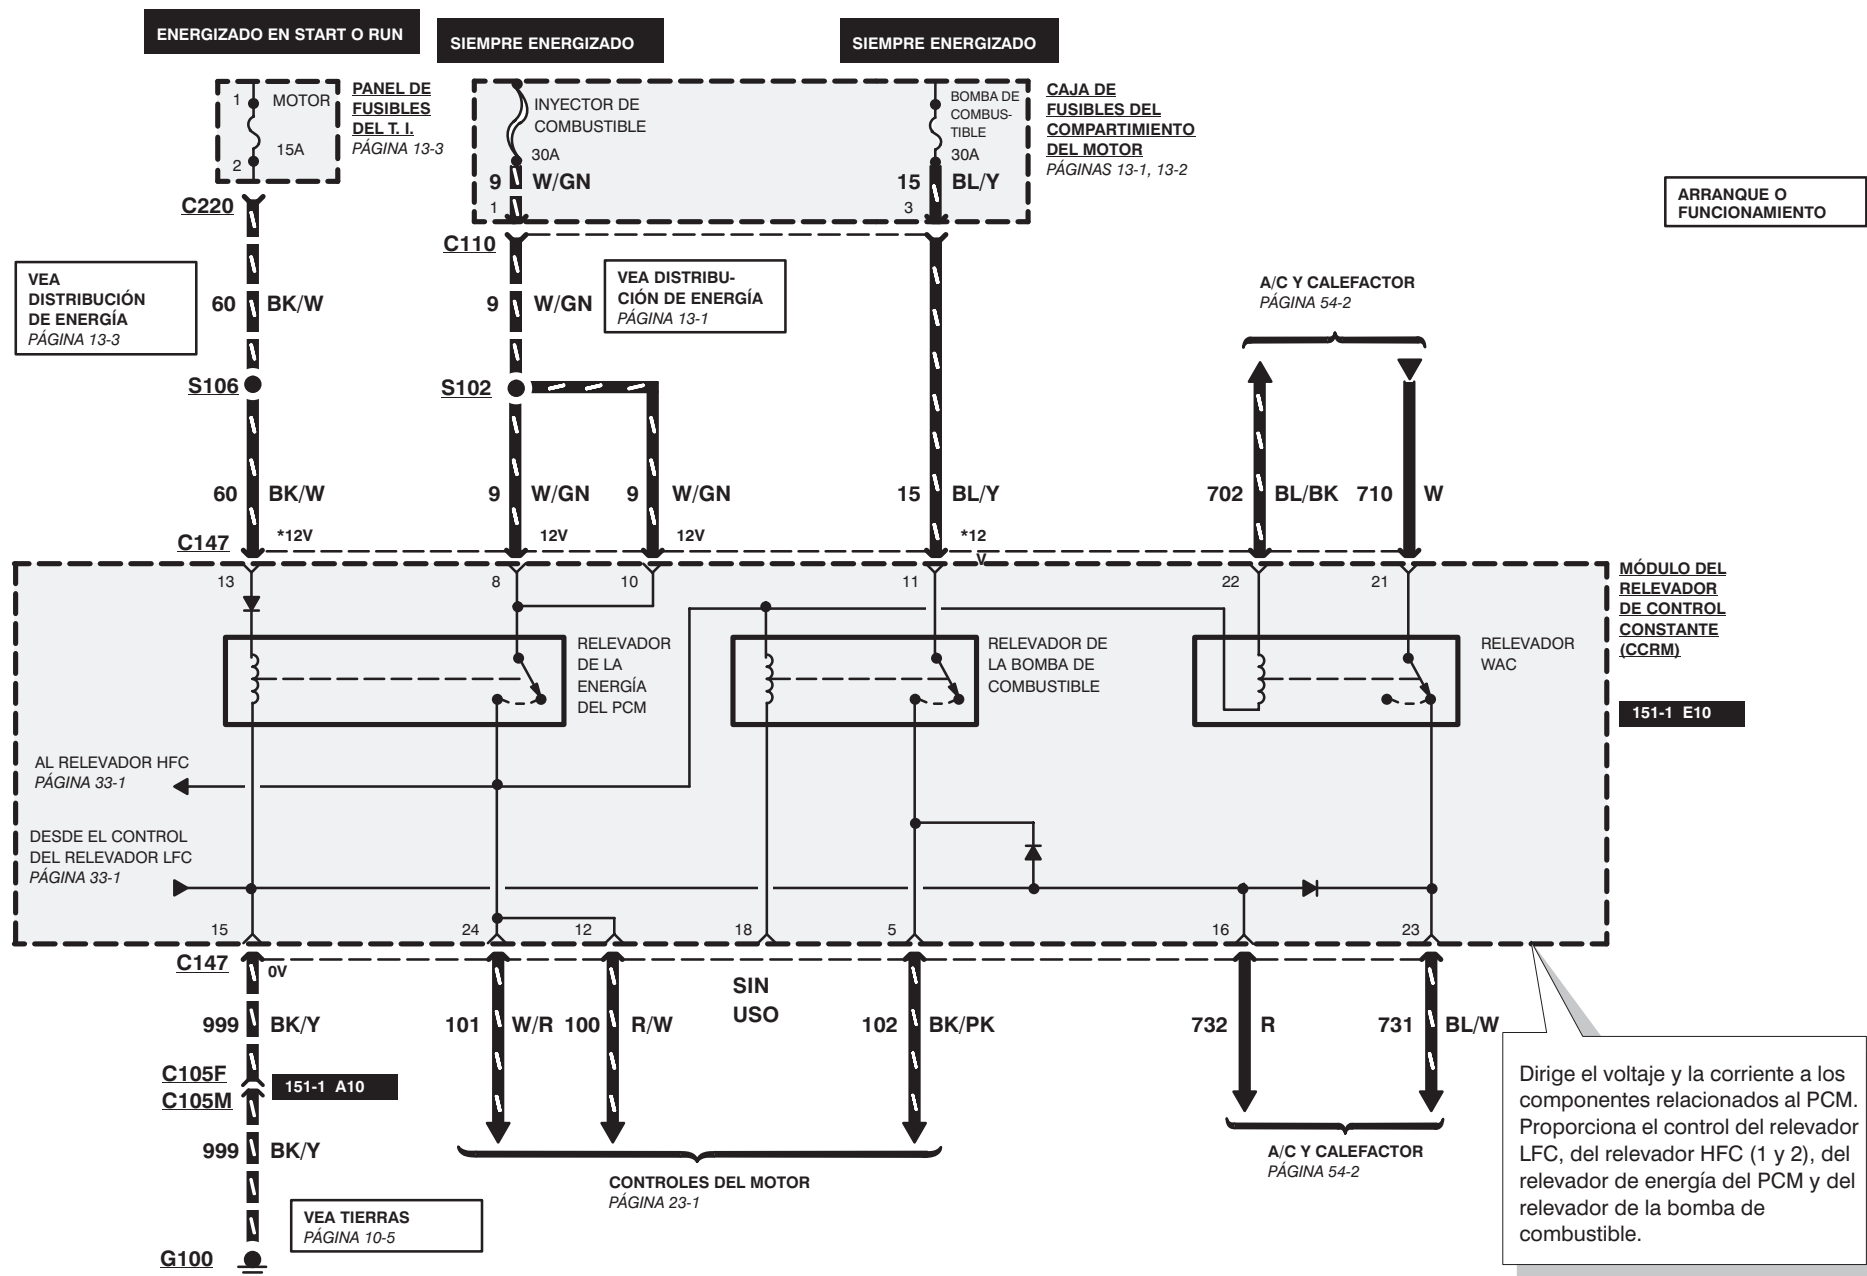 ENERGIZADO EN START O RUN
SIEMPRE ENERGIZADO
SIEMPRE ENERGIZADO
1
MOTOR
15A
2
PANEL DE
FUSIBLES
DEL T. I.
PÁGINA 13-3
INYECTOR DE
COMBUSTIBLE
30A
9 W/GN
1
BOMBA DE
COMBUS-
TIBLE
30A
15 BL/Y
3
CAJA DE
FUSIBLES DEL
COMPARTIMIENTO
DEL MOTOR
PÁGINAS 13-1, 13-2
ARRANQUE O
FUNCIONAMIENTO
C220
C110
VEA
DISTRIBUCIÓN
DE ENERGÍA
PÁGINA 13-3
60 BK/W
9 W/GN
VEA DISTRIBU-
CIÓN DE ENERGÍA
PÁGINA 13-1
A/C Y CALEFACTOR
PÁGINA 54-2
S106
S102
60 BK/W
9 W/GN
9 W/GN
15 BL/Y
702 BL/BK
710 W
C147
*12V
12V
12V
*12
V
13
8
10
11
22
21
MÓDULO DEL
RELEVADOR
DE CONTROL
CONSTANTE
(CCRM)
151-1 E10
RELEVADOR
DE LA
ENERGÍA
DEL PCM
RELEVADOR DE
LA BOMBA DE
COMBUSTIBLE
RELEVADOR
WAC
AL RELEVADOR HFC
PÁGINA 33-1
DESDE EL CONTROL
DEL RELEVADOR LFC
PÁGINA 33-1
15
24
12
18
5
16
23
C147
0V
SIN
USO
999 BK/Y
101 W/R
100 R/W
102 BK/PK
732 R
731 BL/W
C105F
C105M
151-1 A10
999 BK/Y
CONTROLES DEL MOTOR
PÁGINA 23-1
A/C Y CALEFACTOR
PÁGINA 54-2
VEA TIERRAS
PÁGINA 10-5
G100
Dirige el voltaje y la corriente a los
componentes relacionados al PCM.
Proporciona el control del relevador
LFC, del relevador HFC (1 y 2), del
relevador de energía del PCM y del
relevador de la bomba de
combustible.